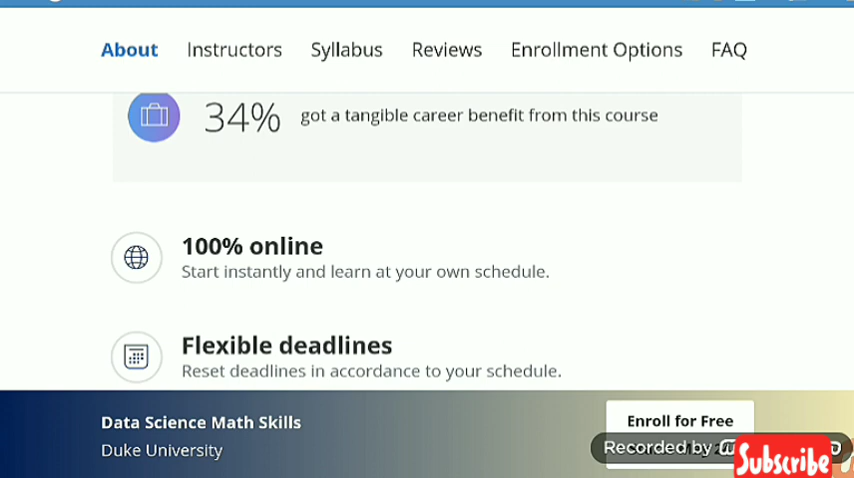 About Instructors Syllabus Reviews Enrollment Options FAQ
34% got a tangible career benefit from this course
100% online
Start instantly and learn at your own schedule.
Flexible deadlines
Reset deadlines in accordance to your schedule.
Data Science Math Skills
Duke University
Enroll for Free
Recorded by
Subscribe